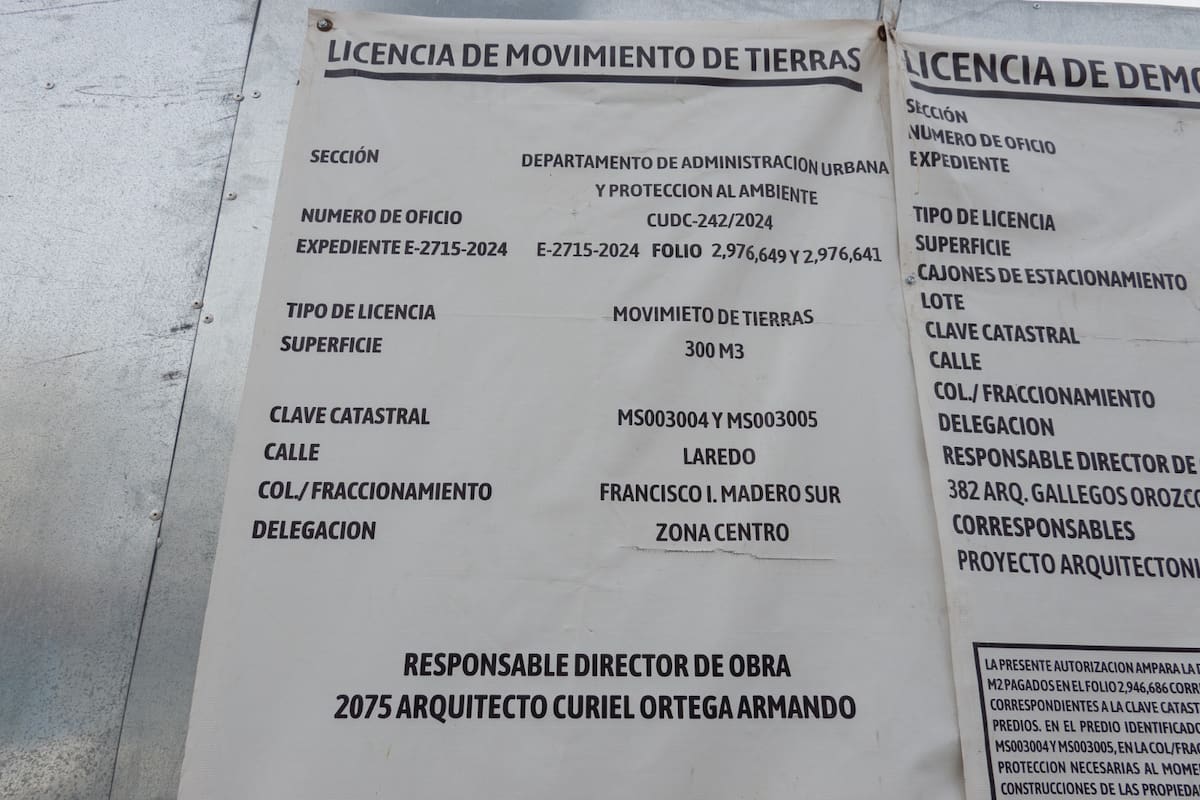 LICENCIA DE MOVIMIENTO DE TIERRAS
SECCIÓN DEPARTAMENTO DE ADMINISTRACION URBANA
Y PROTECCION AL AMBIENTE
NUMERO DE OFICIO CUDC-242/2024
EXPEDIENTE E-2715-2024 E-2715-2024 FOLIO 2,976,649 Y 2,976,641
TIPO DE LICENCIA MOVIMIETO DE TIERRAS
SUPERFICIE 300 M3
CLAVE CATASTRAL MS003004 Y MS003005
CALLE LAREDO
COL./ FRACCIONAMIENTO FRANCISCO I. MADERO SUR
DELEGACION ZONA CENTRO
RESPONSABLE DIRECTOR DE OBRA
2075 ARQUITECTO CURIEL ORTEGA ARMANDO
LICENCIA DE DEMO
SECCIÓN
NUMERO DE OFICIO
EXPEDIENTE
TIPO DE LICENCIA
SUPERFICIE
CAJONES DE ESTACIONAMIENTO
LOTE
CLAVE CATASTRAL
CALLE
COL./ FRACCIONAMIENTO
DELEGACION
RESPONSABLE DIRECTOR DE
382 ARQ. GALLEGOS OROZCO
CORRESPONSABLES
PROYECTO ARQUITECTONI
LA PRESENTE AUTORIZACION AMPARA LA D
M2 PAGADOS EN EL FOLIO 2,946,686 CORR
CORRESPONDIENTES A LA CLAVE CATAST
PREDIOS. EN EL PREDIO IDENTIFICADO
MS003004 Y MS003005, EN LA COL/FRAC
PROTECCION NECESARIAS AL MOME
CONSTRUCCIONES DE LAS PROPIEDA